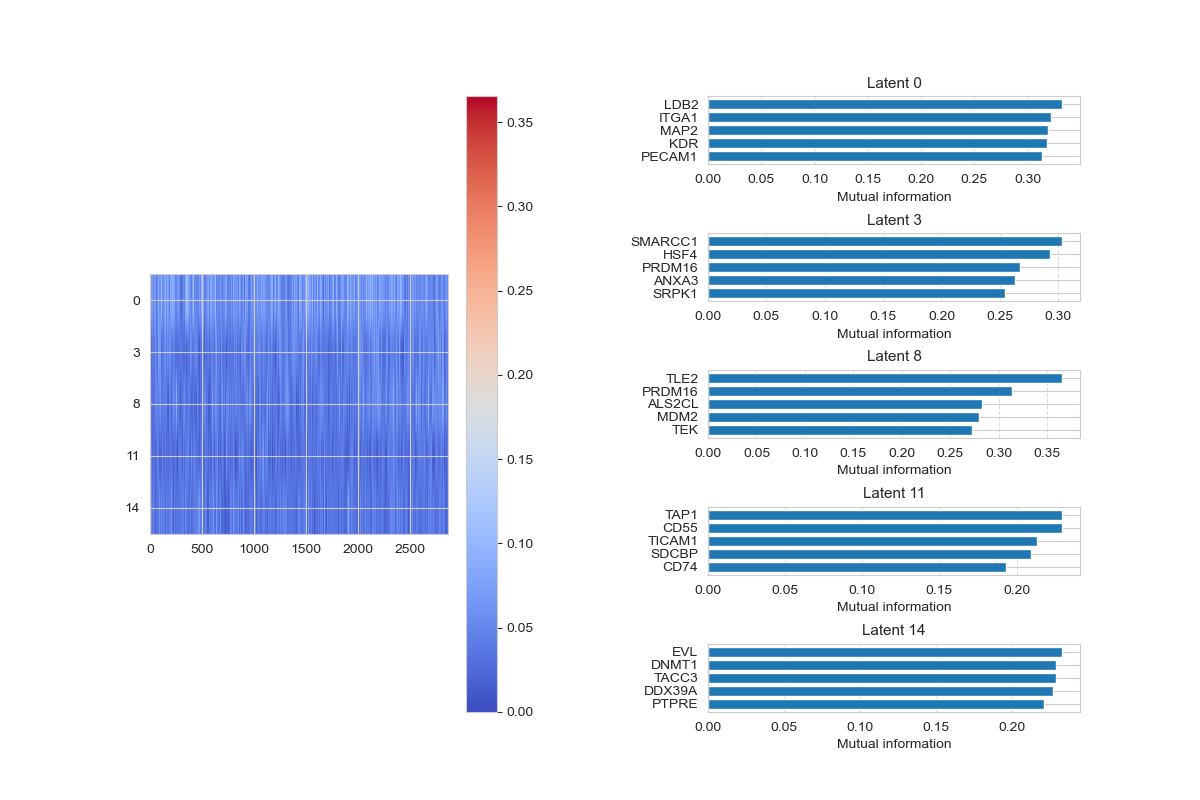 0
3
8
11
14
0 500 1000 1500 2000 2500
0.35
0.30
0.25
0.20
0.15
0.10
0.05
0.00
Latent 0
LDB2
ITGA1
MAP2
KDR
PECAM1
0.00 0.05 0.10 0.15 0.20 0.25 0.30
Mutual information
Latent 3
SMARCC1
HSF4
PRDM16
ANXA3
SRPK1
0.00 0.05 0.10 0.15 0.20 0.25 0.30
Mutual information
Latent 8
TLE2
PRDM16
ALS2CL
MDM2
TEK
0.00 0.05 0.10 0.15 0.20 0.25 0.30 0.35
Mutual information
Latent 11
TAP1
CD55
TICAM1
SDCBP
CD74
0.00 0.05 0.10 0.15 0.20
Mutual information
Latent 14
EVL
DNMT1
TACC3
DDX39A
PTPRE
0.00 0.05 0.10 0.15 0.20
Mutual information